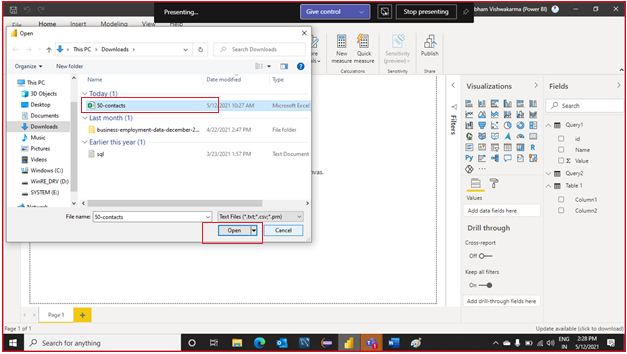 Presenting...
Give control
Stop presenting
bham Vishwakarma (Power BI)
File
Home
Insert
Modeling
View
Help
Open
This PC > Downloads
Search Downloads
Organize
New folder
Name
Date modified
Type
This PC
3D Objects
Desktop
Documents
Downloads
Music
Pictures
Videos
Windows (C:)
WinRE_DRV (D:)
SYSTEM (E:)
Network
Today (1)
50-contacts
5/12/2021 10:27 AM
Microsoft Excel
Last month (1)
business-employment-data-december-2...
4/22/2021 2:47 PM
File folder
Earlier this year (1)
sql
3/23/2021 1:57 PM
Text Document
File name:
50-contacts
Text Files (*.txt;*.csv;*.prn)
Open
Cancel
New
measure
Quick
measure
Calculations
Sensitivity
(preview)
Sensitivity
Publish
Share
nvas.
Filters
Visualizations
Values
Add data fields here
Drill through
Cross-report
Off
Keep all filters
On
Add drill-through fields here
Fields
Search
Query1
id
Name
Value
Query2
Table 1
Column1
Column2
Page 1
Page 1 of 1
Update available (click to download)
Search for anything
ENG
IN
2:28 PM
5/12/2021